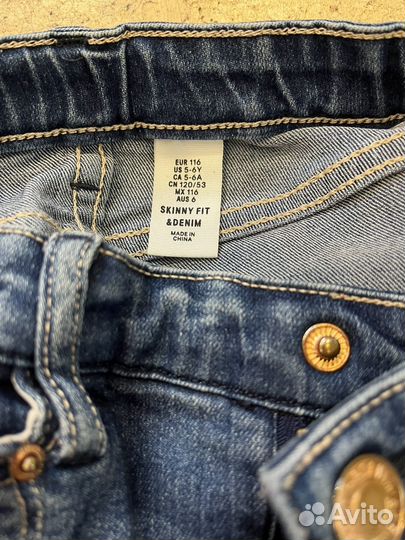 EUR 116
US 5-6Y
CA 5-6A
CN 120/53
MX 116
AUS 6
SKINNY FIT
&DENIM
MADE IN
CHINA
Avito